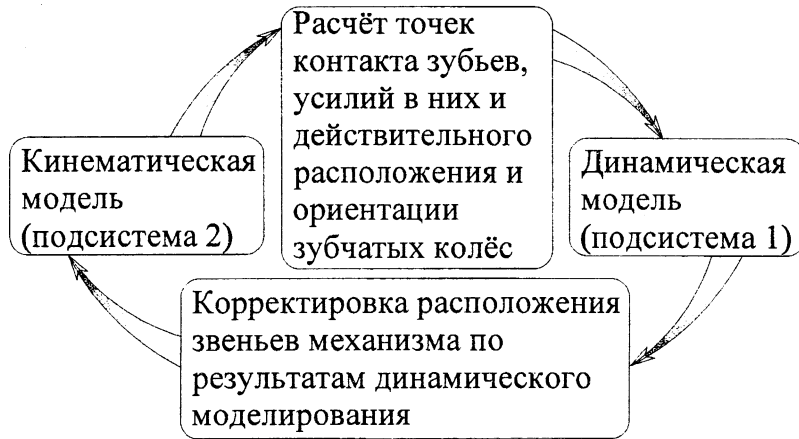 Расчёт точек
контакта зубьев,
усилий в них и
действительного
расположения и
ориентации
зубчатых колёс
Кинематическая
модель
(подсистема 2)
Динамическая
модель
(подсистема 1)
Корректировка расположения
звеньев механизма по
результатам динамического
моделирования